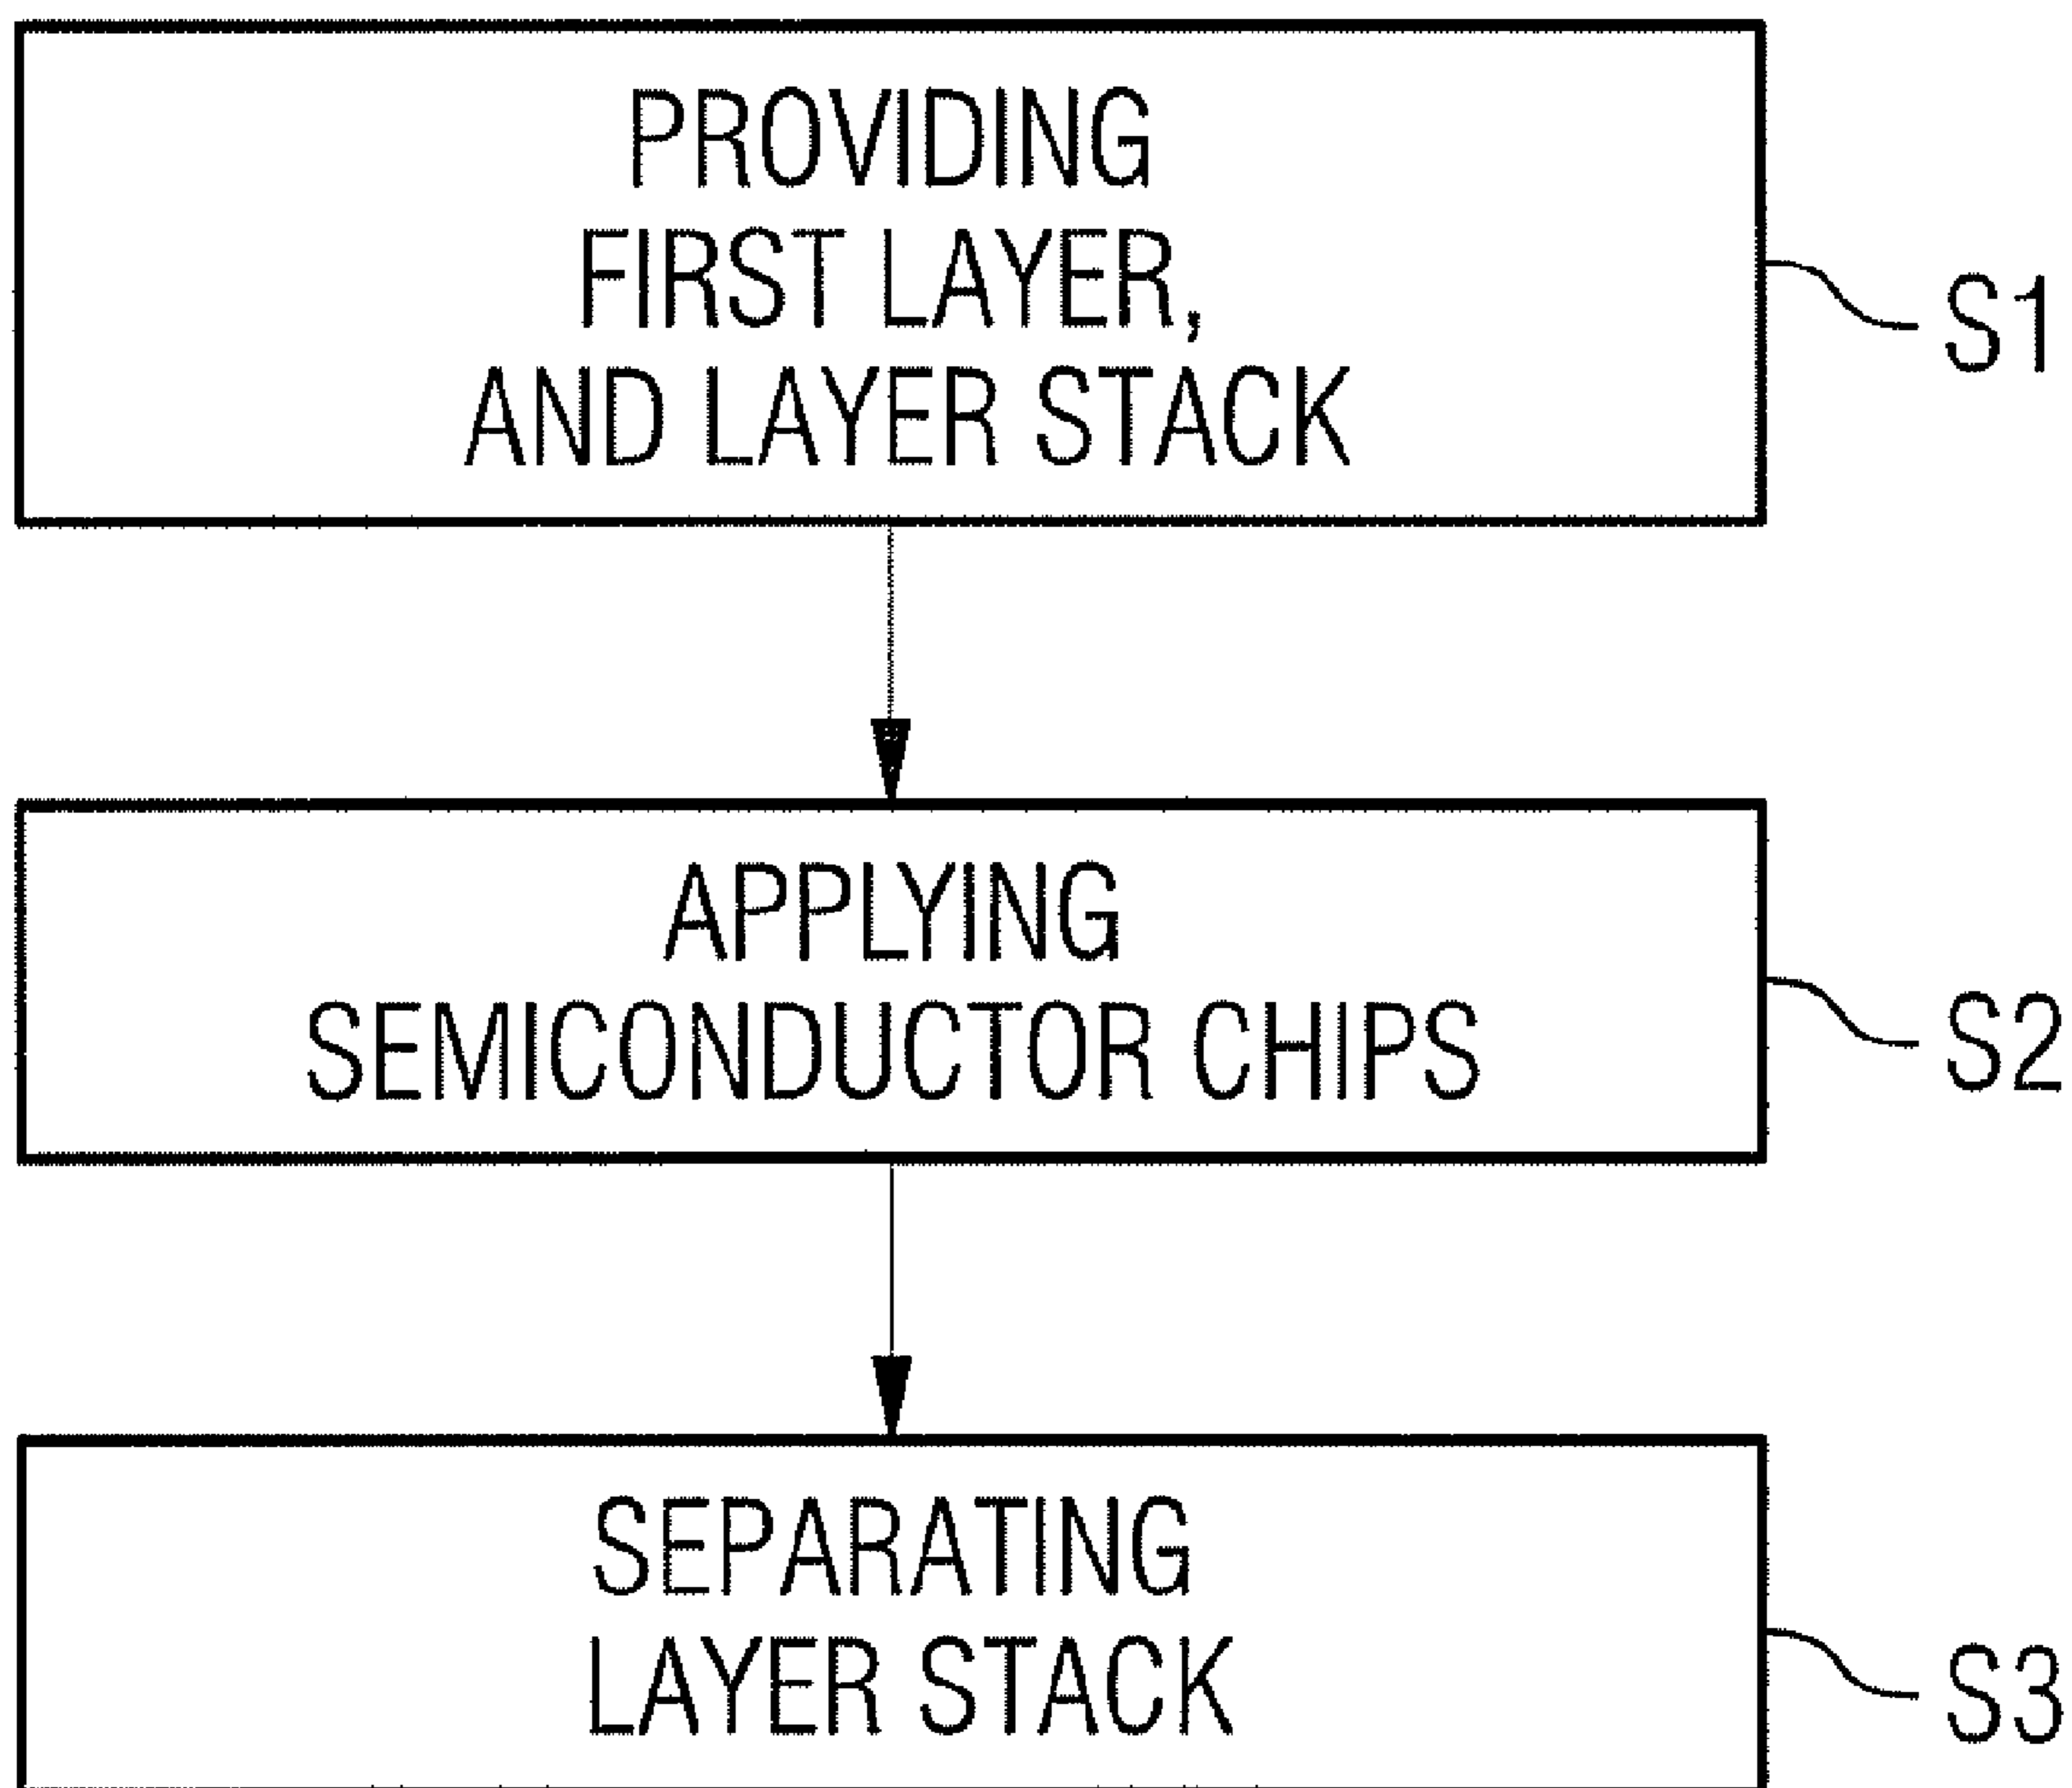 PROVIDING
FIRST LAYER,
AND LAYER STACK
S1
APPLYING
SEMICONDUCTOR CHIPS
S2
SEPARATING
LAYER STACK
S3